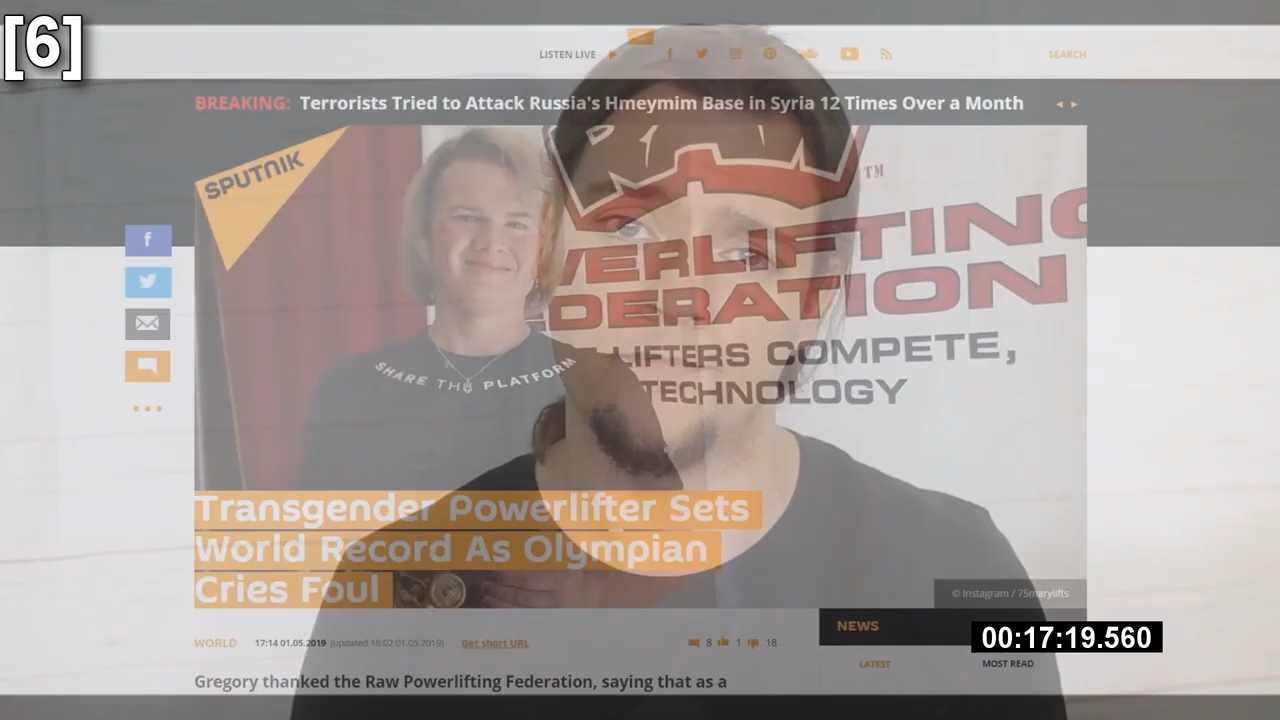 [6]
LISTEN LIVE
SEARCH
BREAKING: Terrorists Tried to Attack Russia's Hmeymim Base in Syria 12 Times Over a Month
SPUTNIK
TM
VERLIFTING
DERATION
LIFTERS COMPETE,
TECHNOLOGY
SHARE THE PLATFORM
Transgender Powerlifter Sets
World Record As Olympian
Cries Foul
© Instagram / 75marylifts
NEWS
00:17:19.560
WORLD 17:14 01.05.2019 (updated 18:02 01.05.2019) Get short URL 8 1 18
LATEST MOST READ
Gregory thanked the Raw Powerlifting Federation, saying that as a